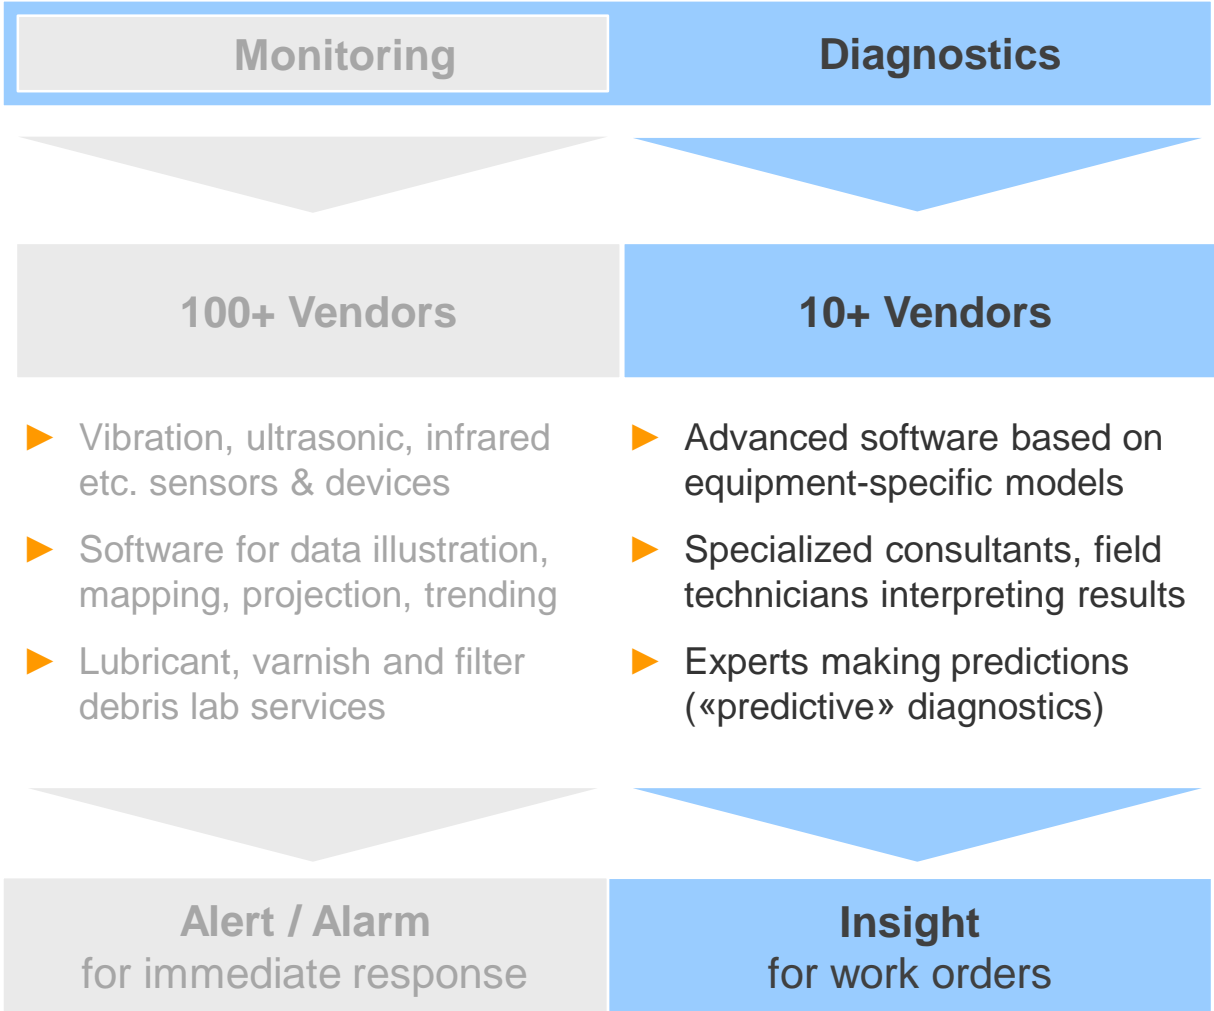 Monitoring
Diagnostics
100+ Vendors
10+ Vendors
Vibration, ultrasonic, infrared
etc. sensors & devices
Software for data illustration,
mapping, projection, trending
Lubricant, varnish and filter
debris lab services
Advanced software based on
equipment-specific models
Specialized consultants, field
technicians interpreting results
Experts making predictions
(«predictive» diagnostics)
Alert / Alarm
for immediate response
Insight
for work orders